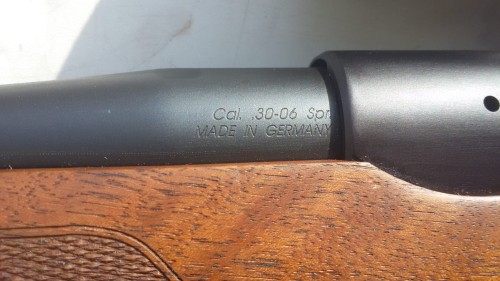 Cal. .30-06 Spr.
MADE IN GERMANY